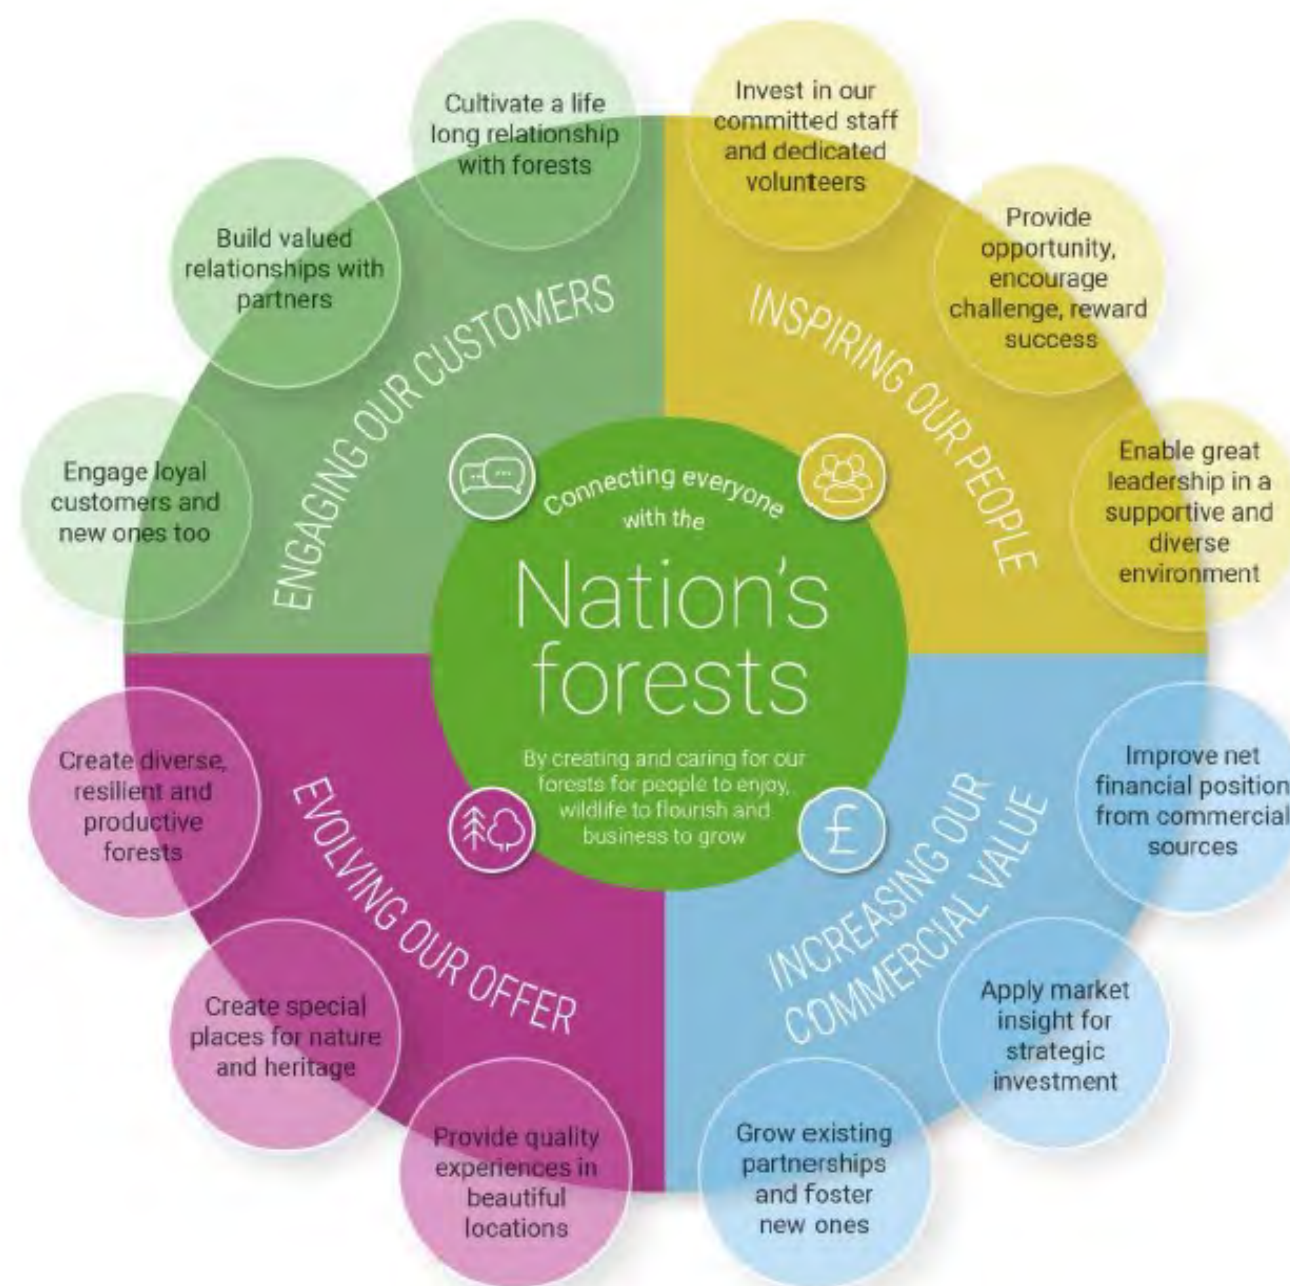 Cultivate a life
long relationship
with forests
Build valued
relationships with
partners
Engage loyal
customers and
new ones too
ENGAGING OUR CUSTOMERS
Invest in our
committed staff
and dedicated
volunteers
Provide
opportunity,
encourage
challenge, reward
success
Enable great
leadership in a
supportive and
diverse
environment
INSPIRING OUR PEOPLE
Connecting everyone
with the
Nation's
forests
By creating and caring for our
forests for people to enjoy,
wildlife to flourish and
business to grow
£
Create diverse,
resilient and
productive
forests
Create special
places for nature
and heritage
Provide quality
experiences in
beautiful
locations
EVOLVING OUR OFFER
Improve net
financial position
from commercial
sources
Apply market
insight for
strategic
investment
Grow existing
partnerships
and foster
new ones
INCREASING OUR
COMMERCIAL VALUE